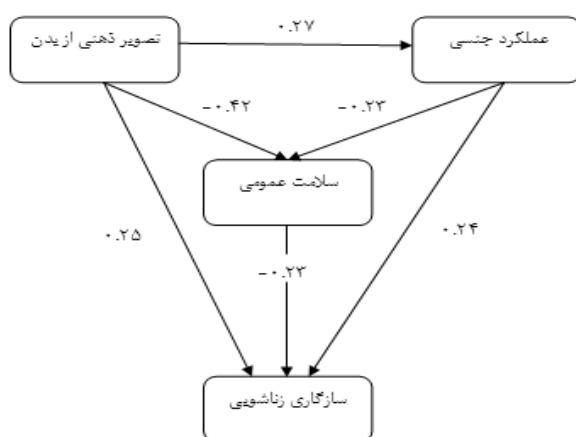 ۰.۲۷
عملکرد جنسی
تصویر ذهنی از بدن
-۰.۴۲
-۰.۲۳
سلامت عمومی
۰.۲۵
۰.۲۴
-۰.۲۳
سازگاری زناشویی